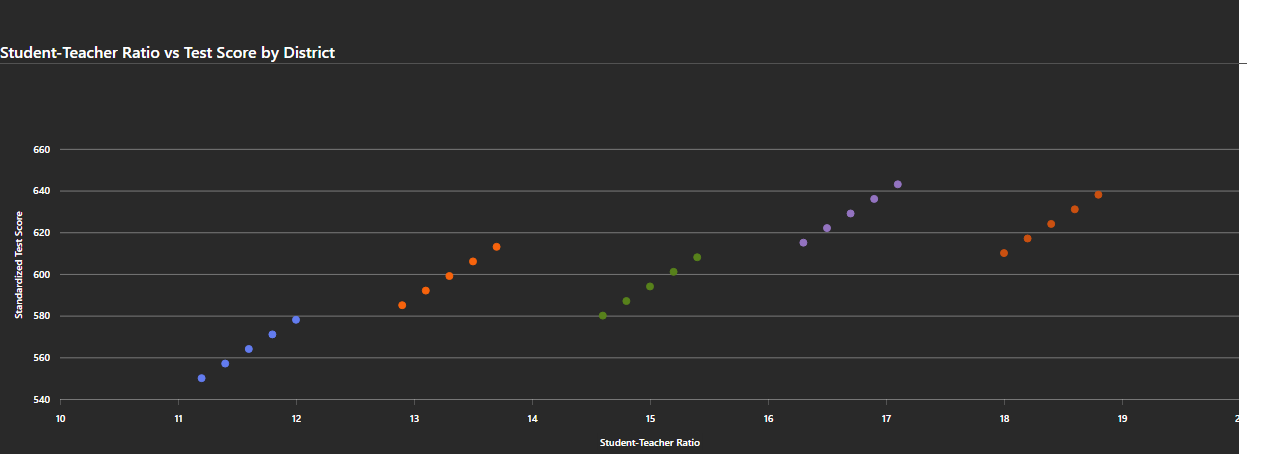 Student-Teacher Ratio vs Test Score by District
660
640
620
600
580
560
540
Standardized Test Score
10 11 12 13 14 15 16 17 18 19
Student-Teacher Ratio